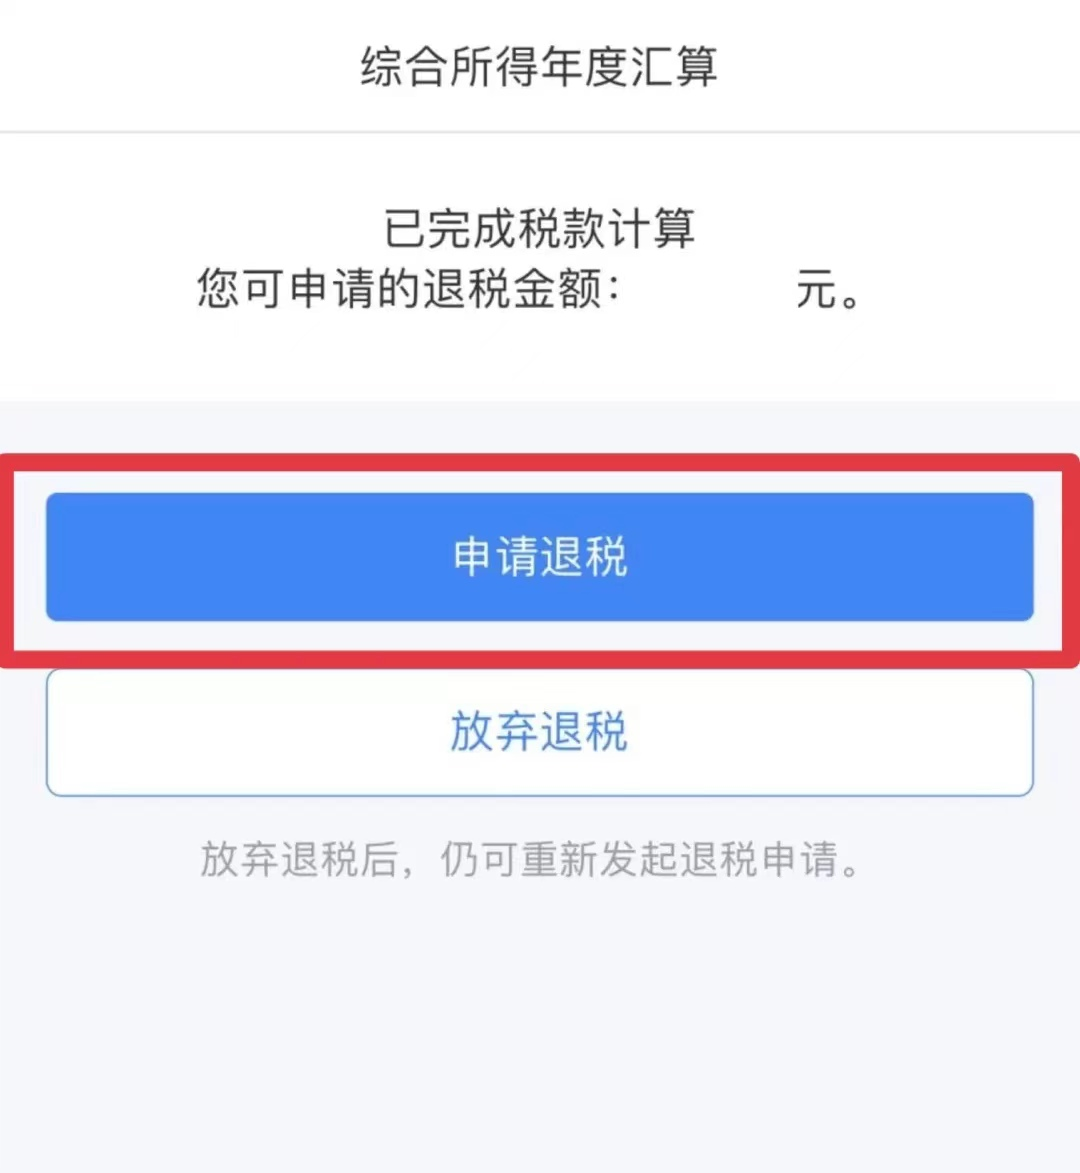 综合所得年度汇算
已完成税款计算
您可申请的退税金额： 元。
申请退税
放弃退税
放弃退税后，仍可重新发起退税申请。